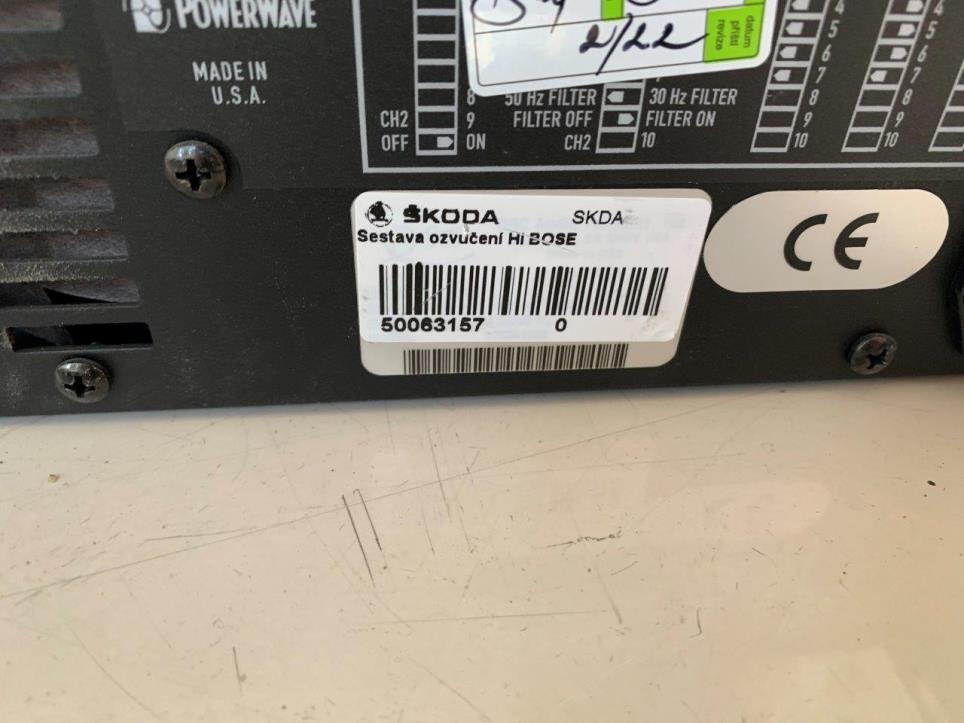 POWERWAVE
MADE IN
U.S.A.
2/22
datum
příští
revize
8
CH2 9
OFF ON
50 Hz FILTER 30 Hz FILTER
FILTER OFF FILTER ON
CH2 10
4
5
6
7
8
9
10
4
5
6
7
8
9
10
ŠKODA SKDA
Sestava ozvučení Hi BOSE
50063157 0
CE